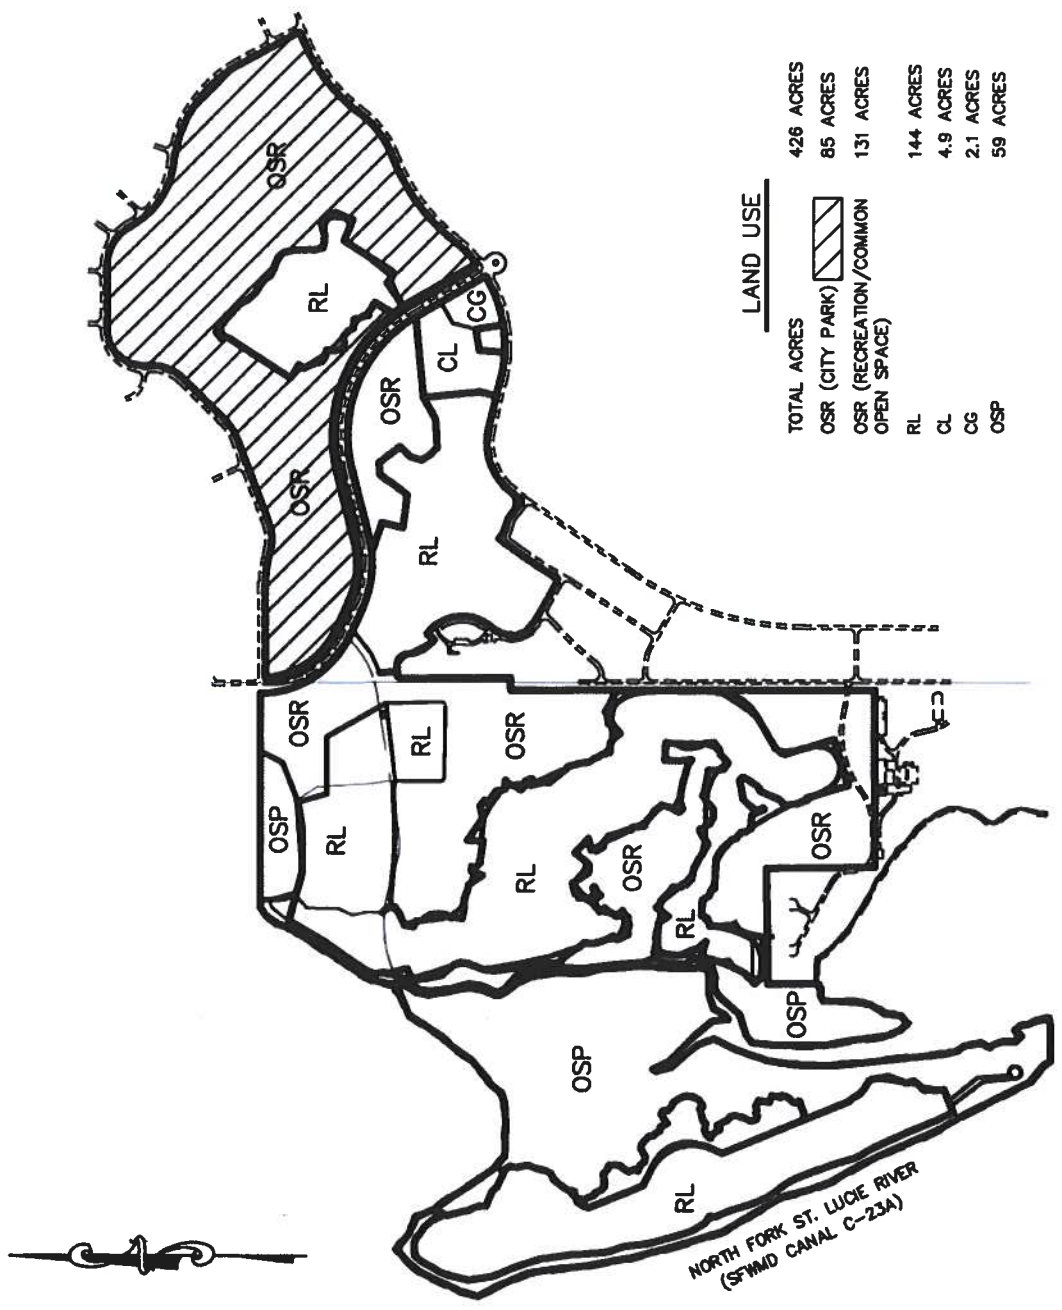 OSR
OSR
RL
CG
CL
OSR
RL
OSR
RL
OSR
OSP
RL
RL
OSR
OSR
RL
OSP
OSP
RL
NORTH FORK ST. LUCIE RIVER
(SFWMD CANAL C-23A)
LAND USE
TOTAL ACRES 426 ACRES
OSR (CITY PARK) 85 ACRES
OSR (RECREATION/COMMON 131 ACRES
OPEN SPACE)
RL 144 ACRES
CL 4.9 ACRES
CG 2.1 ACRES
OSP 59 ACRES